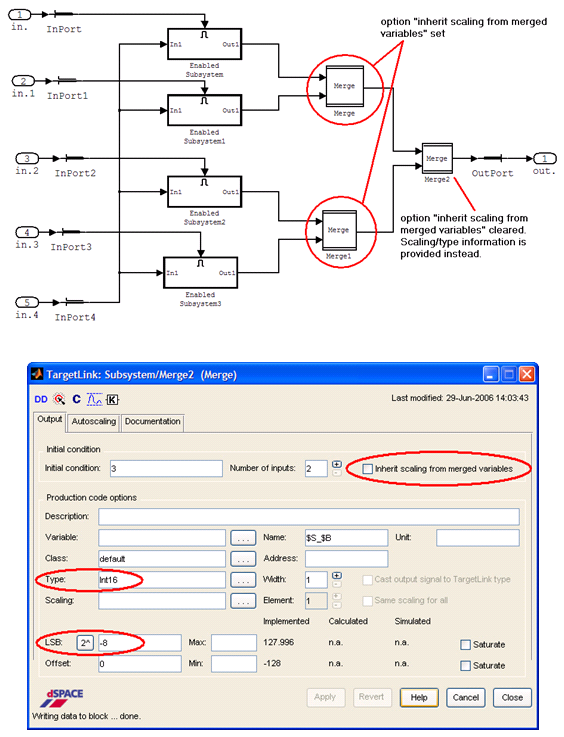 1
in.
InPort
In1
Out1
Enabled
Subsystem
option "inherit scaling from merged
variables" set
2
in.1
InPort1
In1
Out1
Enabled
Subsystem1
Merge
Merge
3
in.2
InPort2
In1
Out1
Enabled
Subsystem2
Merge
Merge2
OutPort
1
out.
4
in.3
InPort3
In1
Out1
Enabled
Subsystem3
Merge
Merge1
option "inherit scaling from
merged variables" cleared.
Scaling/type information is
provided instead.
5
in.4
InPort4
TargetLink: Subsystem/Merge2 (Merge)
DD C K
Last modified: 29-Jun-2006 14:03:43
Output Autoscaling Documentation
Initial condition
Initial condition: 3 Number of inputs: 2 + - Inherit scaling from merged variables
Production code options
Description:
Variable: ... Name: $S_$B Unit:
Class: default ... Address:
Type: Int16 ... Width: 1 + - Cast output signal to TargetLink type
Scaling: ... Element: 1 + - Same scaling for all
Implemented Calculated Simulated
LSB: 2^ -8 Max: 127.996 n.a. n.a. Saturate
Offset: 0 Min: -128 n.a. n.a. Saturate
dSPACE
Apply Revert Help Cancel Close
Writing data to block ... done.